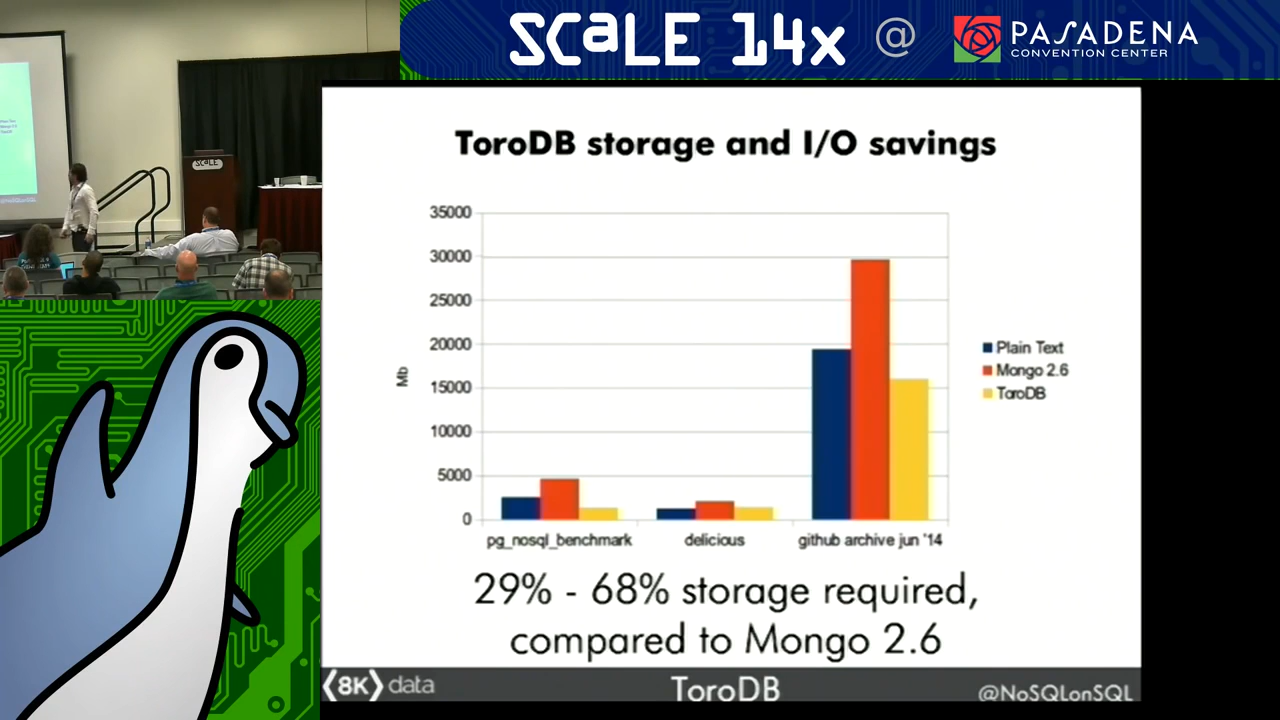 SCaLE 14x @ PASADENA
CONVENTION CENTER
SCaLE
ToroDB storage and I/O savings
35000
30000
25000
20000
15000
10000
5000
0
Mb
pg_nosql_benchmark
delicious
github archive jun '14
Plain Text
Mongo 2.6
ToroDB
29% - 68% storage required,
compared to Mongo 2.6
8K data
ToroDB
@NoSQLonSQL